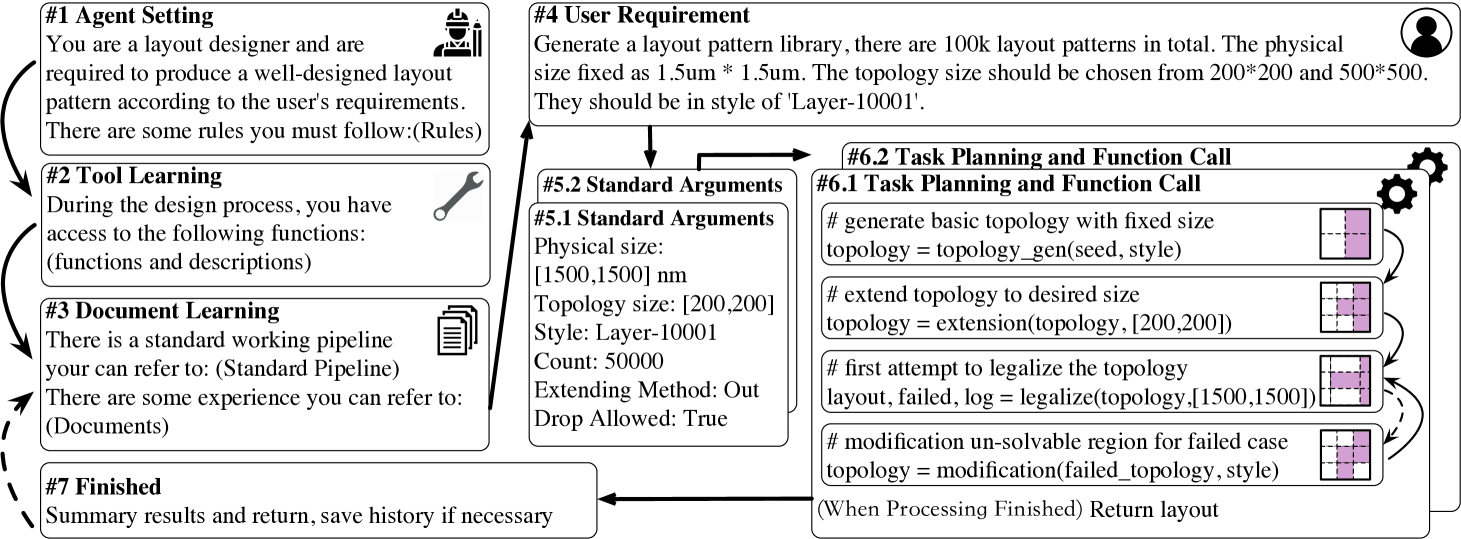 #1 Agent Setting
You are a layout designer and are
required to produce a well-designed layout
pattern according to the user's requirements.
There are some rules you must follow:(Rules)
#2 Tool Learning
During the design process, you have
access to the following functions:
(functions and descriptions)
#3 Document Learning
There is a standard working pipeline
your can refer to: (Standard Pipeline)
There are some experience you can refer to:
(Documents)
#4 User Requirement
Generate a layout pattern library, there are 100k layout patterns in total. The physical
size fixed as 1.5um * 1.5um. The topology size should be chosen from 200*200 and 500*500.
They should be in style of 'Layer-10001'.
#5.2 Standard Arguments
#5.1 Standard Arguments
Physical size:
[1500,1500] nm
Topology size: [200,200]
Style: Layer-10001
Count: 50000
Extending Method: Out
Drop Allowed: True
#6.2 Task Planning and Function Call
#6.1 Task Planning and Function Call
# generate basic topology with fixed size
topology = topology_gen(seed, style)
# extend topology to desired size
topology = extension(topology, [200,200])
# first attempt to legalize the topology
layout, failed, log = legalize(topology,[1500,1500])
# modification un-solvable region for failed case
topology = modification(failed_topology, style)
(When Processing Finished) Return layout
#7 Finished
Summary results and return, save history if necessary